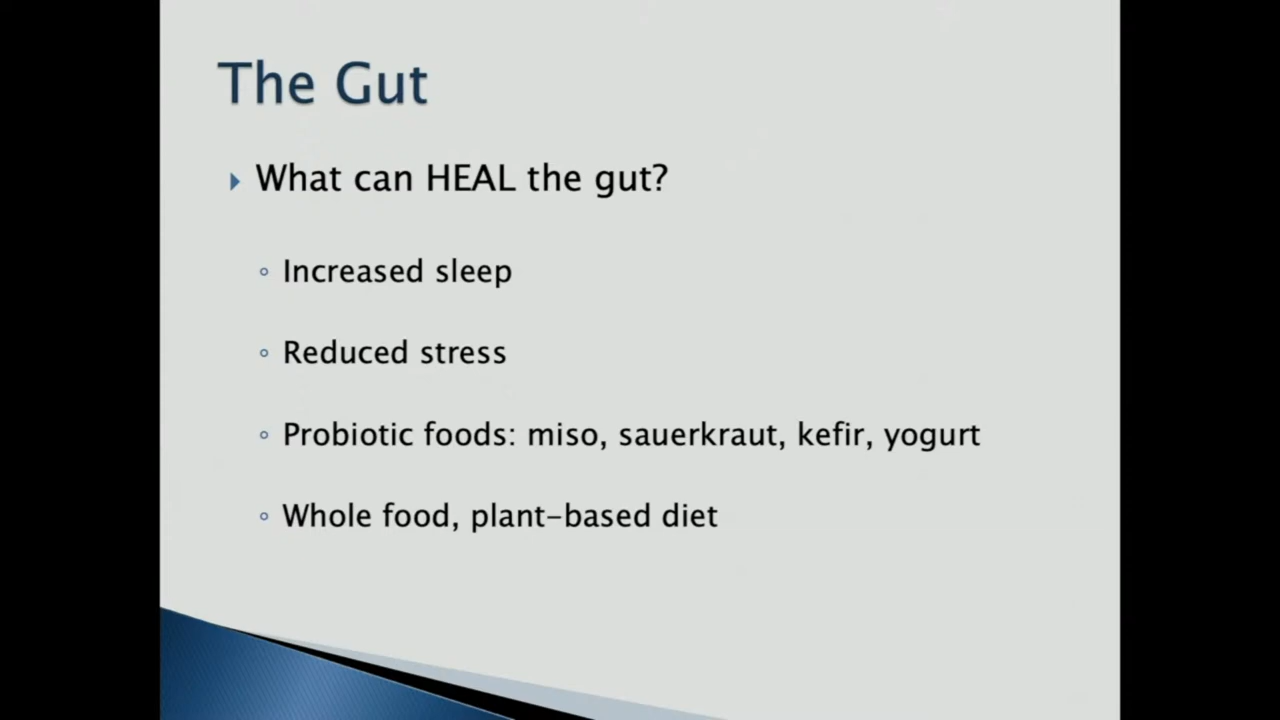 The Gut
What can HEAL the gut?
Increased sleep
Reduced stress
Probiotic foods: miso, sauerkraut, kefir, yogurt
Whole food, plant-based diet